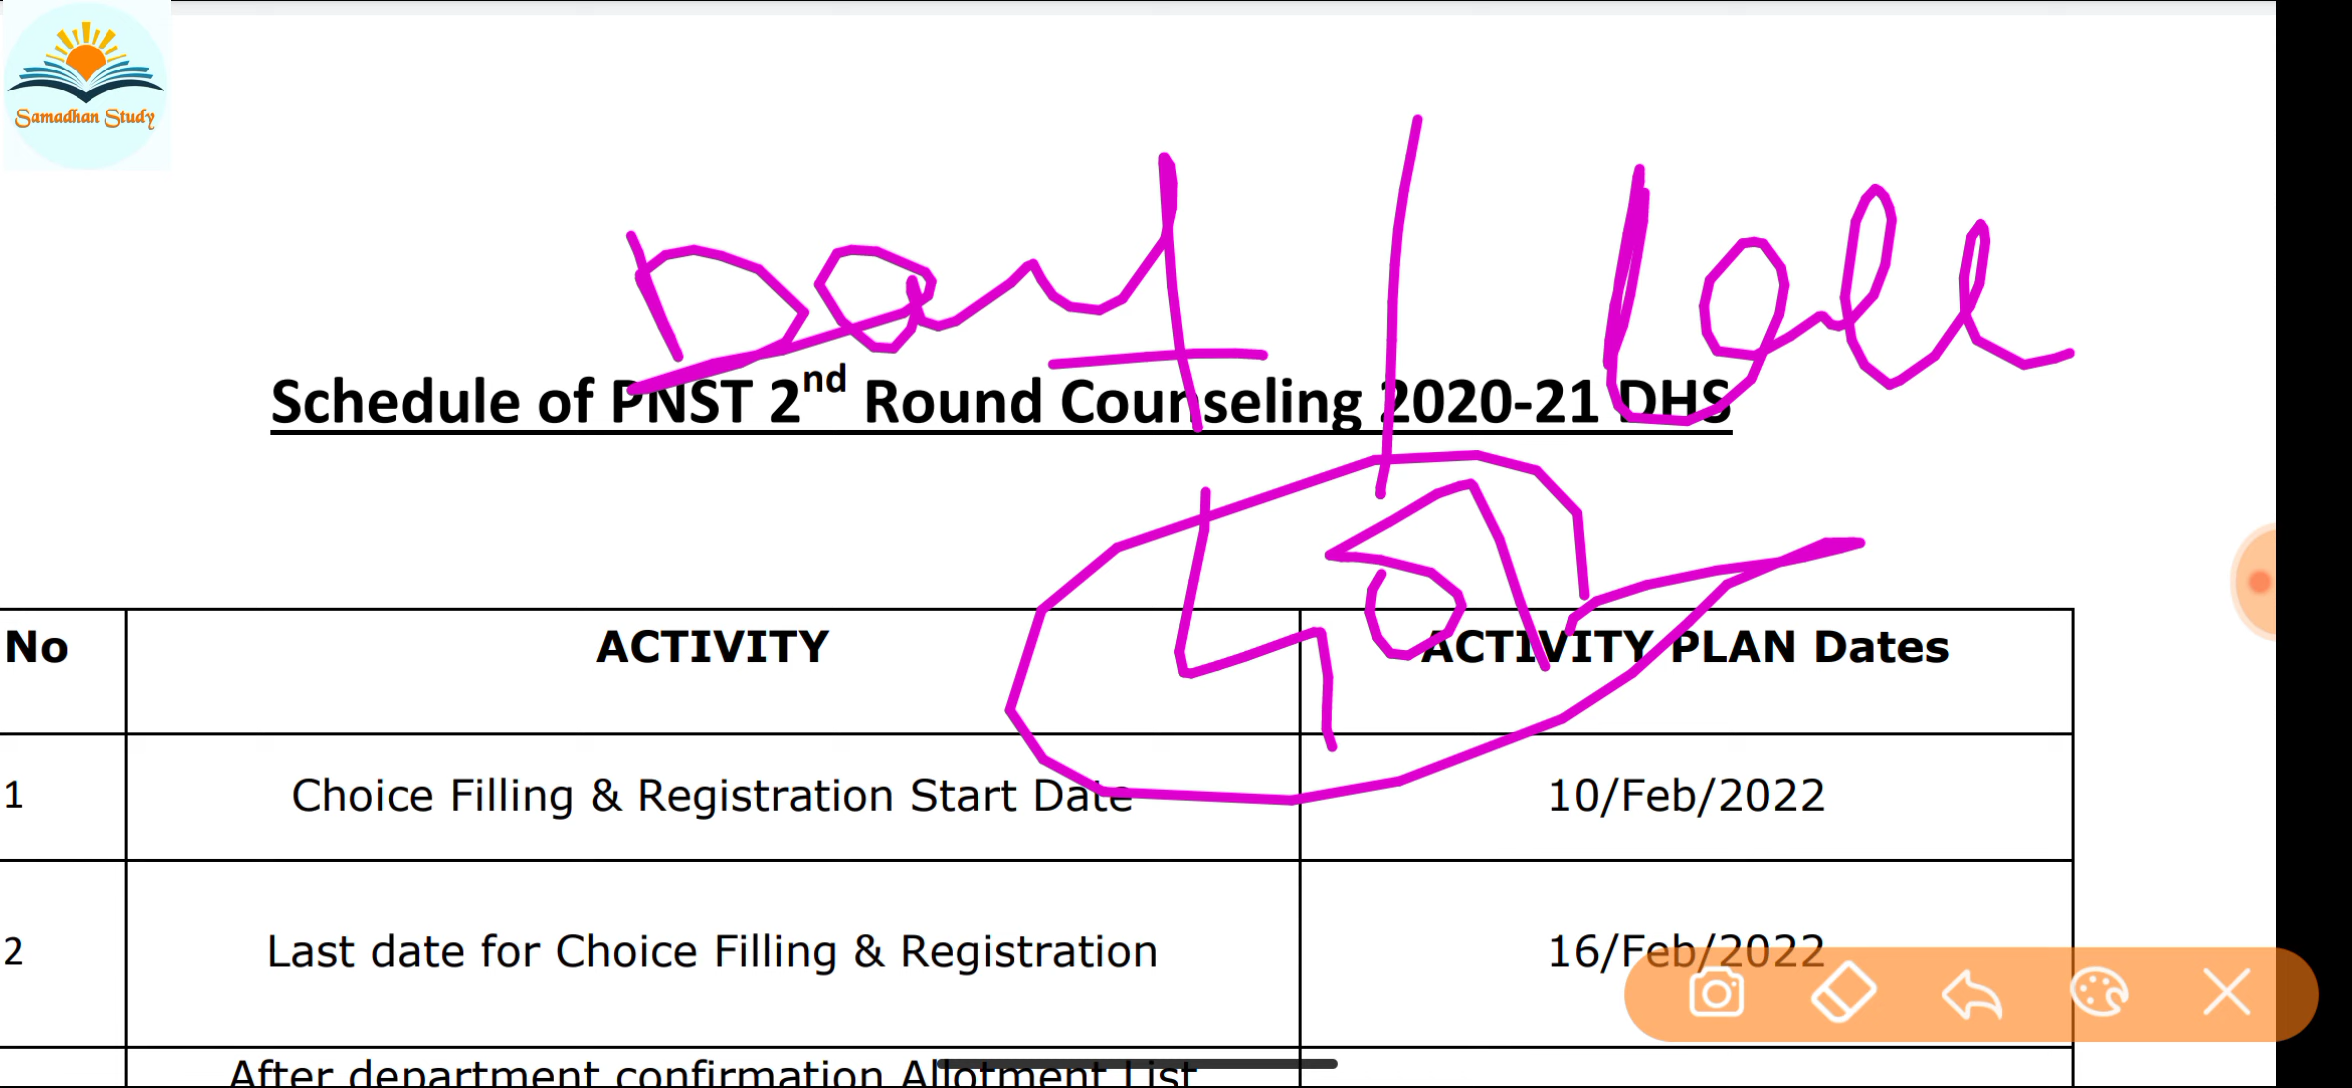 Samadhan Study
Schedule of PNST 2nd Round Counseling 2020-21 DHS
No ACTIVITY ACTIVITY PLAN Dates
1 Choice Filling & Registration Start Date 10/Feb/2022
2 Last date for Choice Filling & Registration 16/Feb/2022
After department confirmation Allotment List